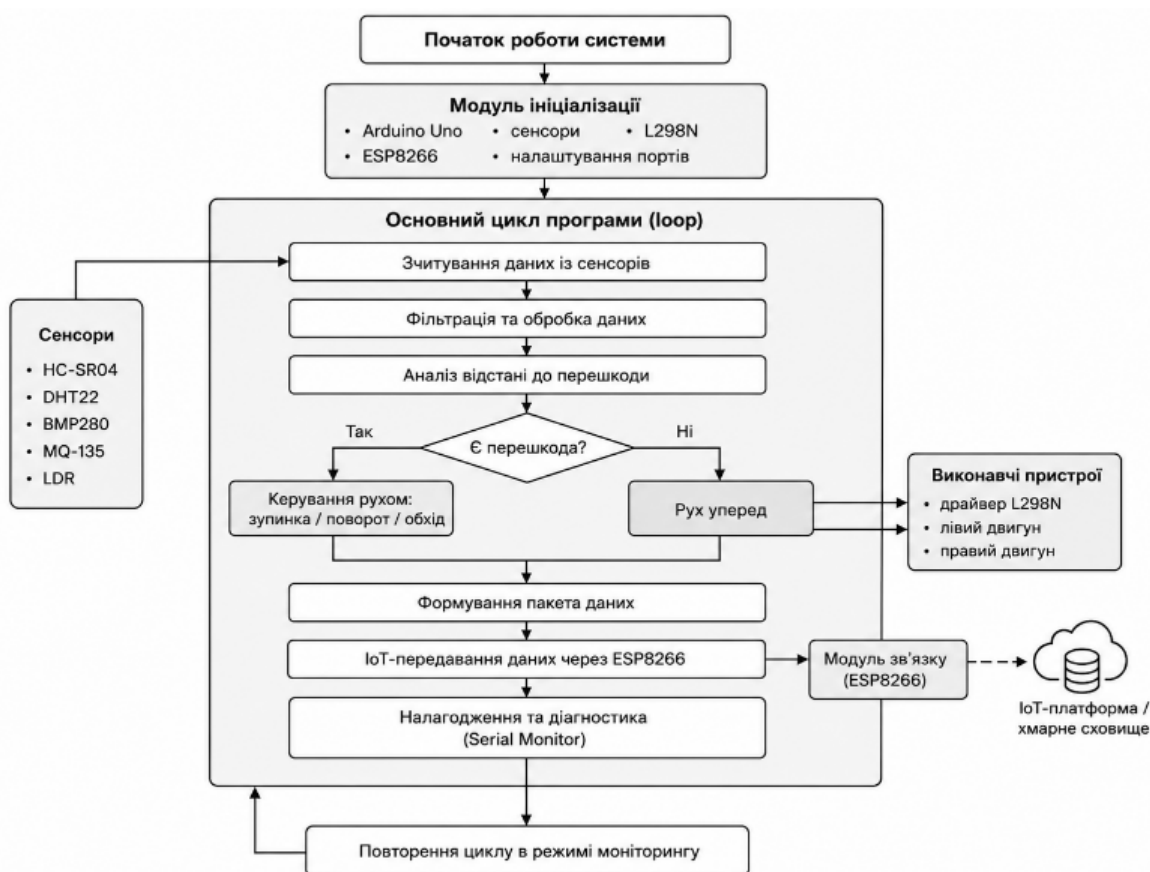 Початок роботи системи
Модуль ініціалізації
• Arduino Uno • сенсори • L298N
• ESP8266 • налаштування портів
Основний цикл програми (loop)
Зчитування даних із сенсорів
Фільтрація та обробка даних
Аналіз відстані до перешкоди
Сенсори
• HC-SR04
• DHT22
• BMP280
• MQ-135
• LDR
Так
Є перешкода?
Ні
Керування рухом:
зупинка / поворот / обхід
Рух уперед
Виконавчі пристрої
• драйвер L298N
• лівий двигун
• правий двигун
Формування пакета даних
IoT-передавання даних через ESP8266
Модуль зв’язку
(ESP8266)
IoT-платформа /
хмарне сховище
Налагодження та діагностика
(Serial Monitor)
Повторення циклу в режимі моніторингу